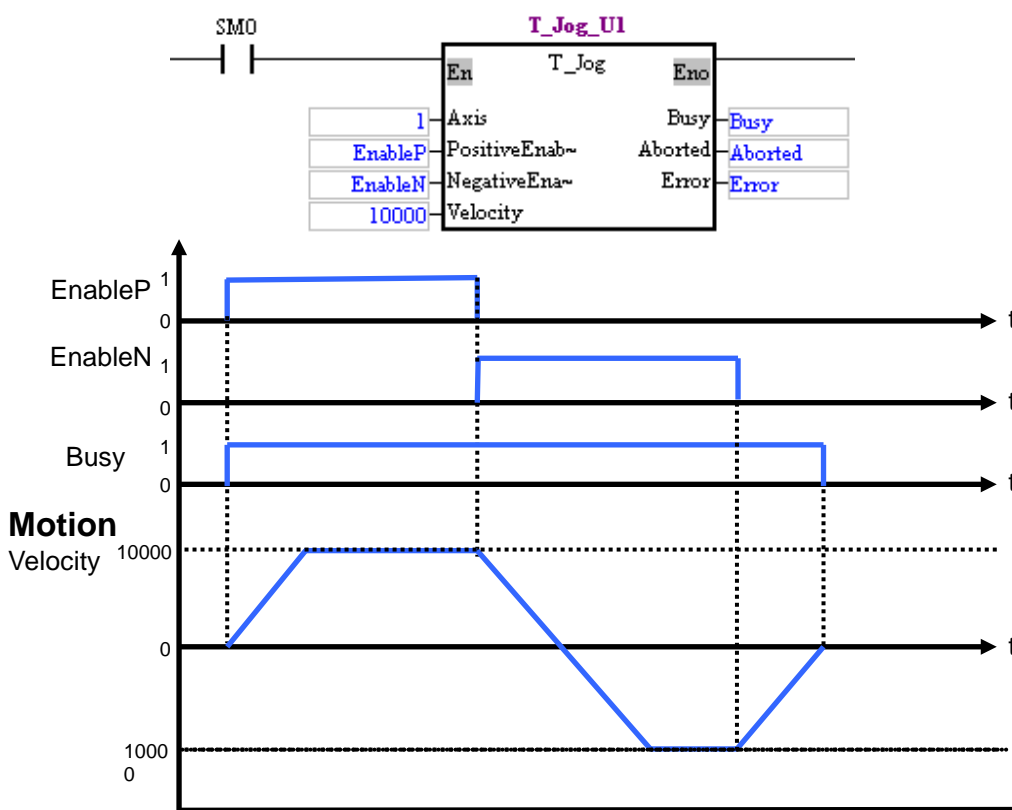 SM0
T_Jog_U1
T_Jog
En
Eno
1
Axis
Busy
Busy
EnableP
PositiveEnab~
Aborted
Aborted
EnableN
NegativeEna~
Error
Error
10000
Velocity
EnableP
1
0
t
EnableN
1
0
t
Busy
1
0
t
Motion
Velocity
10000
0
t
1000
0